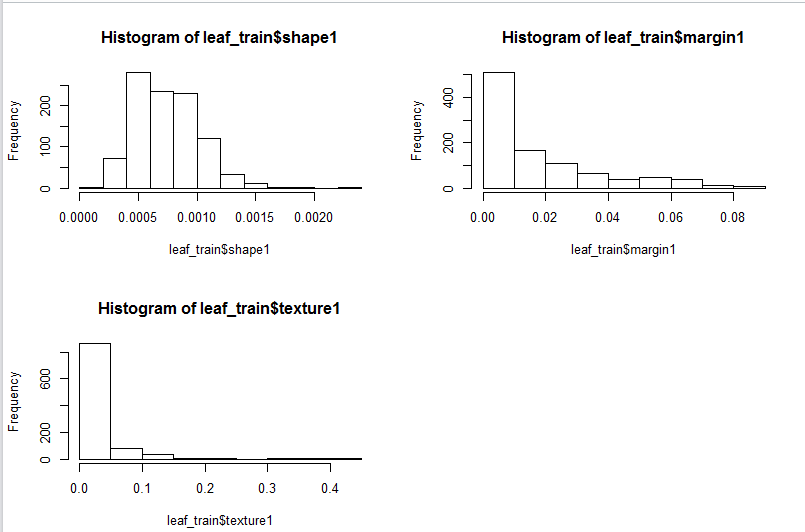 Histogram of leaf_train$shape1
Frequency
200
100
0
0.0000 0.0005 0.0010 0.0015 0.0020
leaf_train$shape1
Histogram of leaf_train$margin1
Frequency
400
200
0
0.00 0.02 0.04 0.06 0.08
leaf_train$margin1
Histogram of leaf_train$texture1
Frequency
600
200
0
0.0 0.1 0.2 0.3 0.4
leaf_train$texture1